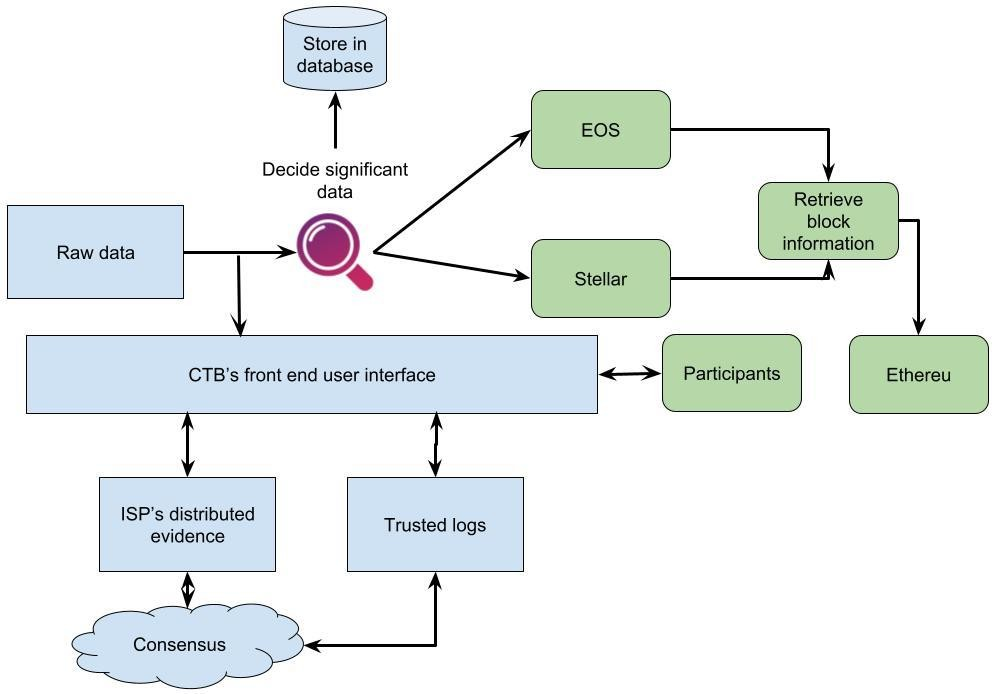 Store in
database
Decide significant
data
EOS
Retrieve
block
information
Raw data
Stellar
CTB's front end user interface
Participants
Ethereu
ISP's distributed
evidence
Trusted logs
Consensus